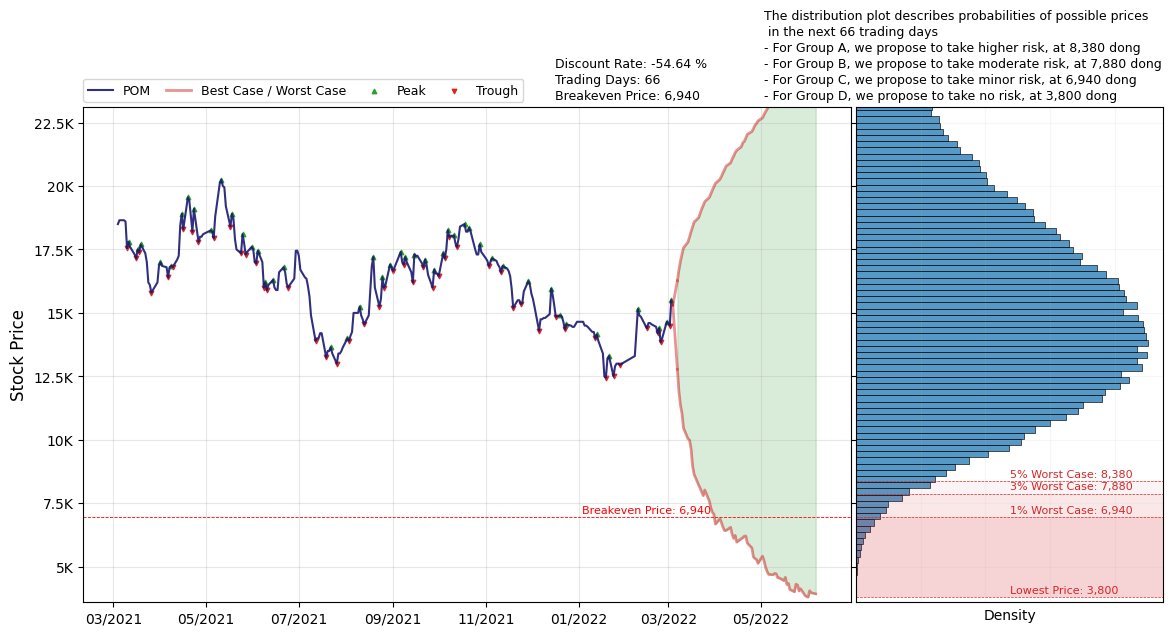 The distribution plot describes probabilities of possible prices
in the next 66 trading days
- For Group A, we propose to take higher risk, at 8,380 dong
- For Group B, we propose to take moderate risk, at 7,880 dong
- For Group C, we propose to take minor risk, at 6,940 dong
- For Group D, we propose to take no risk, at 3,800 dong
Discount Rate: -54.64 %
Trading Days: 66
Breakeven Price: 6,940
POM
Best Case / Worst Case
Peak
Trough
Stock Price
22.5K
20K
17.5K
15K
12.5K
10K
7.5K
5K
Breakeven Price: 6,940
5% Worst Case: 8,380
3% Worst Case: 7,880
1% Worst Case: 6,940
Lowest Price: 3,800
03/2021
05/2021
07/2021
09/2021
11/2021
01/2022
03/2022
05/2022
Density